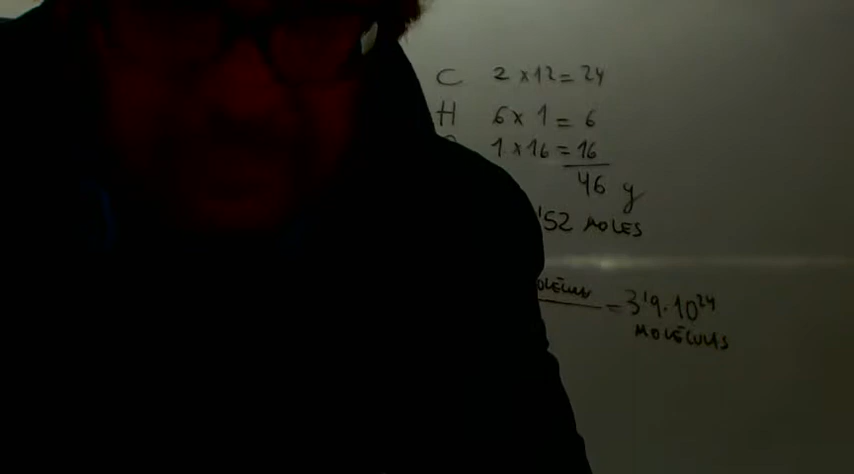 C 2 x 12 = 24
H 6 x 1 = 6
1 x 16 = 16
46 g
'52 MOLES
= 3'9·10²⁴
MOLÉCULAS